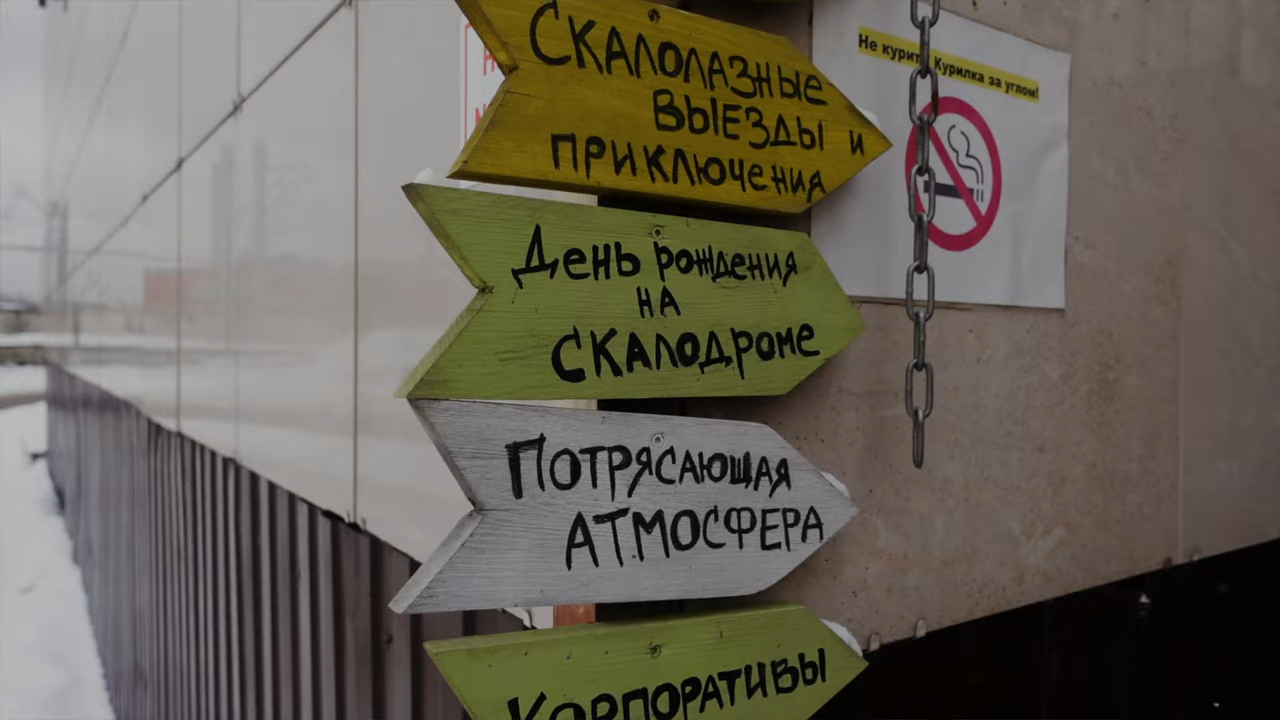 Скалолазные
выезды и
приключения
День рождения
на
скалодроме
Потрясающая
атмосфера
Корпоративы
Не курить! Курилка за углом!